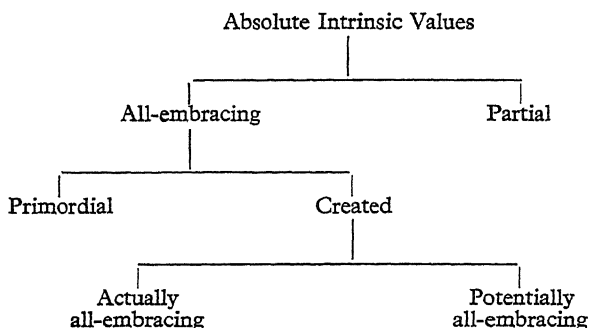 Absolute Intrinsic Values
All-embracing Partial
Primordial Created
Actually Potentially
all-embracing all-embracing